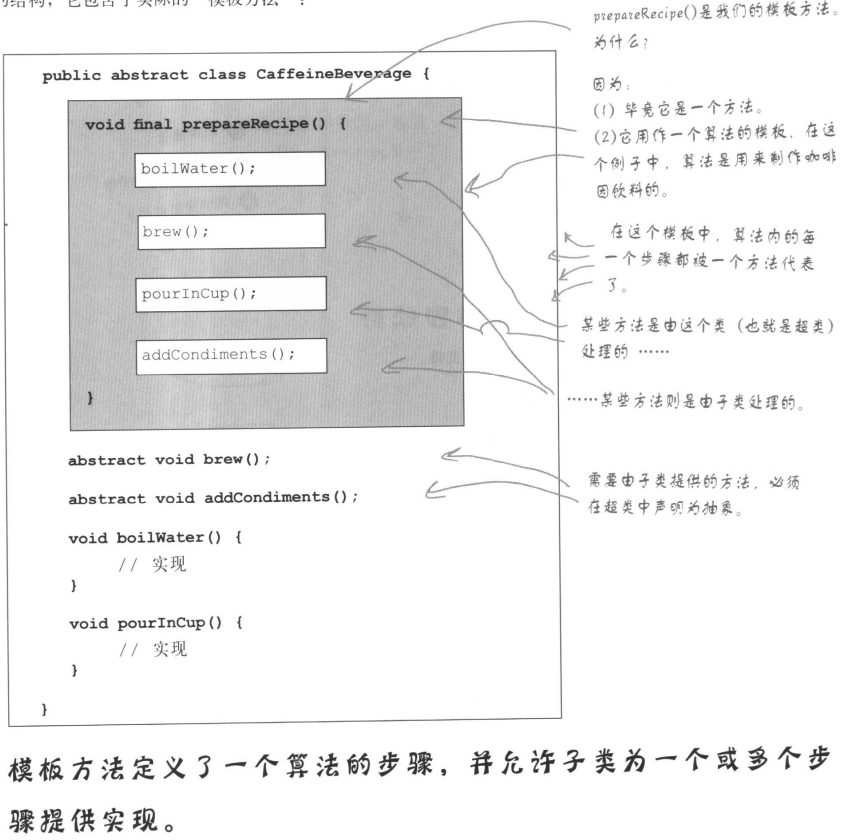 的结构，它包含了实际的"模板方法"：
prepareRecipe()是我们的模板方法。
为什么？
因为：
(1) 毕竟它是一个方法。
(2)它用作一个算法的模板，在这
个例子中，算法是用来制作咖啡
因饮料的。
在这个模板中，算法内的每
一个步骤都被一个方法代表
了。
某些方法是由这个类（也就是超类）
处理的 ……
……某些方法则是由子类处理的。
需要由子类提供的方法，必须
在超类中声明为抽象。
public abstract class CaffeineBeverage {
void final prepareRecipe() {
boilWater();
brew();
pourInCup();
addCondiments();
}
abstract void brew();
abstract void addCondiments();
void boilWater() {
// 实现
}
void pourInCup() {
// 实现
}
}
模板方法定义了一个算法的步骤，并允许子类为一个或多个步
骤提供实现。